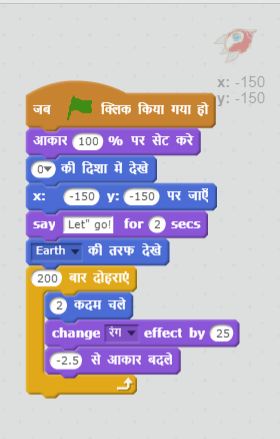 x: -150
y: -150
जब क्लिक किया गया हो
आकार 100 % पर सेट करे
0 की दिशा में देखे
x: -150 y: -150 पर जाएँ
say Let" go! for 2 secs
Earth की तरफ देखे
200 बार दोहराएं
2 कदम चले
change रंग effect by 25
-2.5 से आकार बदले